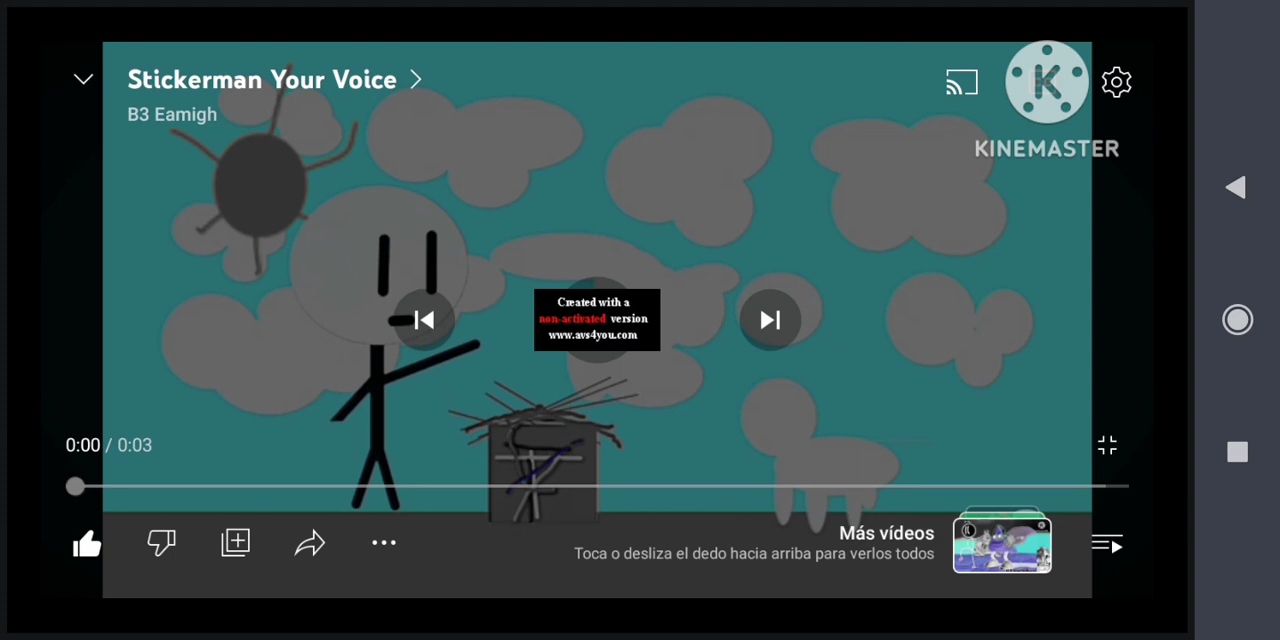 Stickerman Your Voice
B3 Eamigh
K
KINEMASTER
Created with a
non-activated version
www.avs4you.com
0:00 / 0:03
Más vídeos
Toca o desliza el dedo hacia arriba para verlos todos